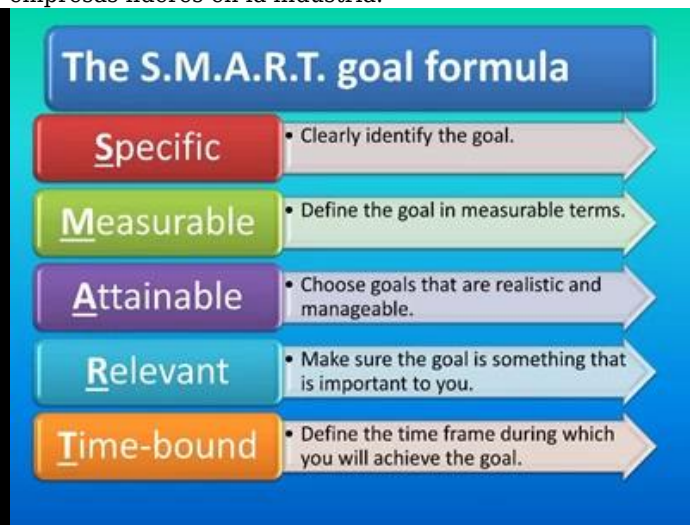 The S.M.A.R.T. goal formula
Specific
• Clearly identify the goal.
Measurable
• Define the goal in measurable terms.
Attainable
• Choose goals that are realistic and
manageable.
Relevant
• Make sure the goal is something that
is important to you.
Time-bound
• Define the time frame during which
you will achieve the goal.